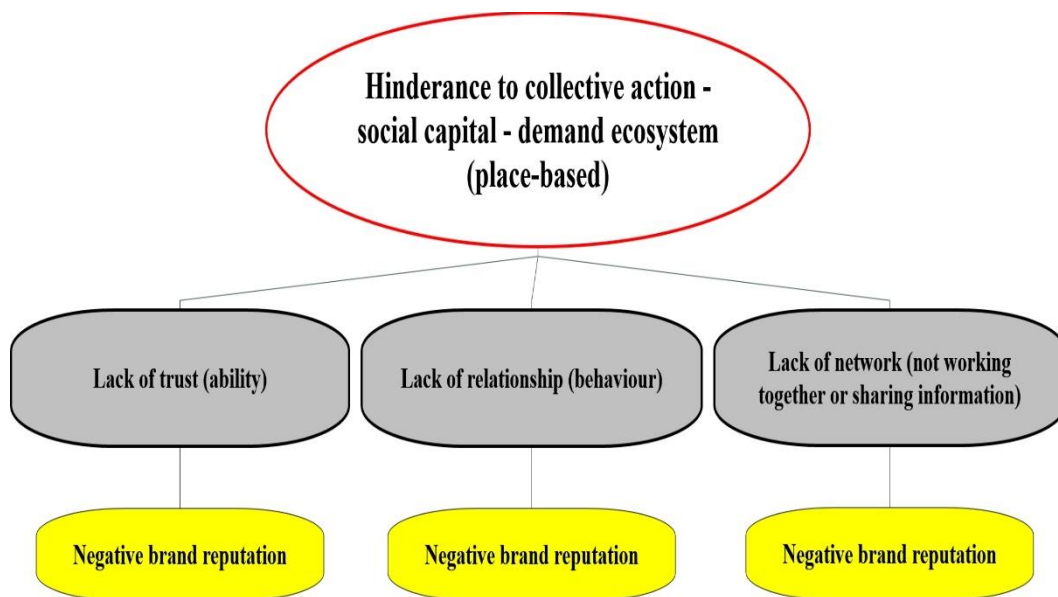 Hinderance to collective action -
social capital - demand ecosystem
(place-based)
Lack of trust (ability)
Lack of relationship (behaviour)
Lack of network (not working
together or sharing information)
Negative brand reputation
Negative brand reputation
Negative brand reputation